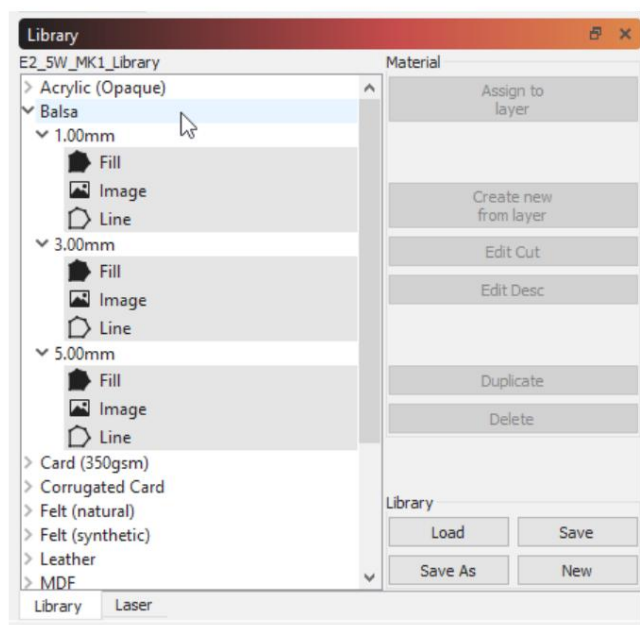 Library
E2_5W_MK1_Library
Acrylic (Opaque)
Balsa
1.00mm
Fill
Image
Line
3.00mm
Fill
Image
Line
5.00mm
Fill
Image
Line
Card (350gsm)
Corrugated Card
Felt (natural)
Felt (synthetic)
Leather
MDF
Material
Assign to
layer
Create new
from layer
Edit Cut
Edit Desc
Duplicate
Delete
Library
Load Save
Save As New
Library Laser